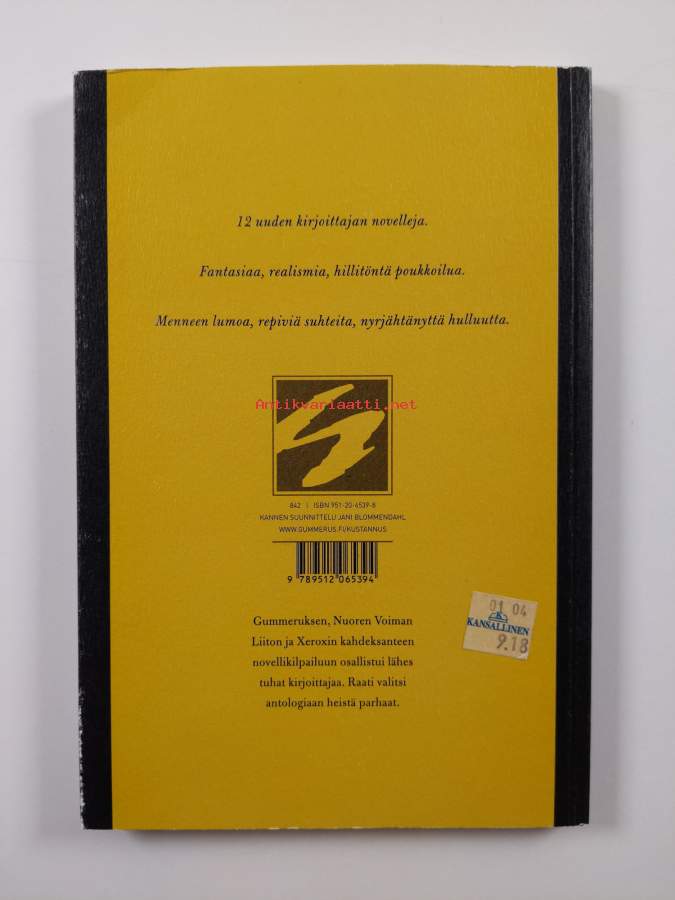 12 uuden kirjoittajan novelleja.
Fantasiaa, realismia, hillitöntä poukkoilua.
Menneen lumoa, repiviä suhteita, nyrjähtänyttä hulluutta.
Antikvariaatti.net
842 | ISBN 951-20-6539-8
KANNEN SUUNNITTELU JANI BLOMMENDAHL
WWW.GUMMERUS.FI/KUSTANNUS
9 789512 065394
Gummeruksen, Nuoren Voiman
Liiton ja Xeroxin kahdeksanteen
novellikilpailuun osallistui lähes
tuhat kirjoittajaa. Raati valitsi
antologiaan heistä parhaat.
01 04
K
KANSALLINEN
9.18